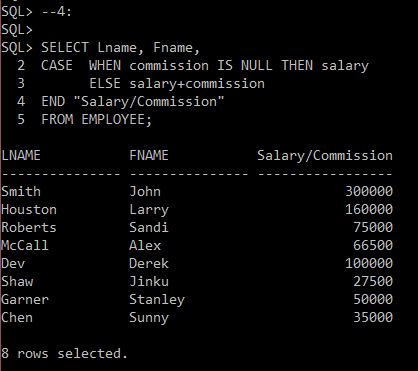 SQL> --4:
SQL>
SQL> SELECT Lname, Fname,
  2  CASE  WHEN commission IS NULL THEN salary
  3        ELSE salary+commission
  4  END "Salary/Commission"
  5  FROM EMPLOYEE;
LNAME           FNAME           Salary/Commission
--------------- --------------- -----------------
Smith           John                       300000
Houston         Larry                      160000
Roberts         Sandi                       75000
McCall          Alex                        66500
Dev             Derek                      100000
Shaw            Jinku                       27500
Garner          Stanley                     50000
Chen            Sunny                       35000
8 rows selected.